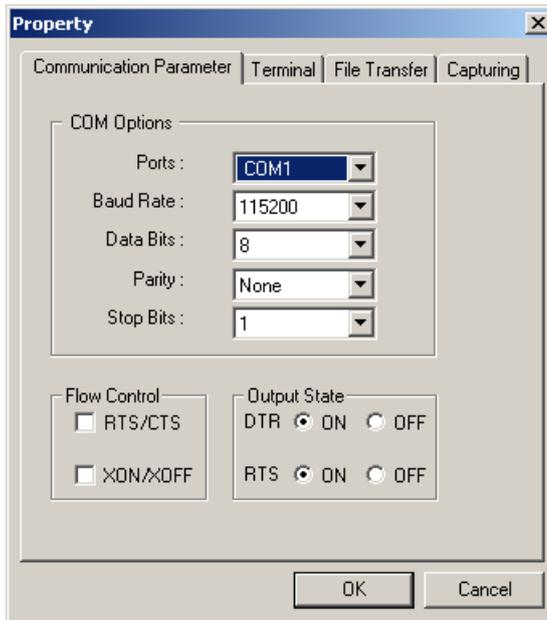 Property
Communication Parameter Terminal File Transfer Capturing
COM Options
Ports : COM1
Baud Rate : 115200
Data Bits : 8
Parity : None
Stop Bits : 1
Flow Control
RTS/CTS
XON/XOFF
Output State
DTR ON OFF
RTS ON OFF
OK Cancel